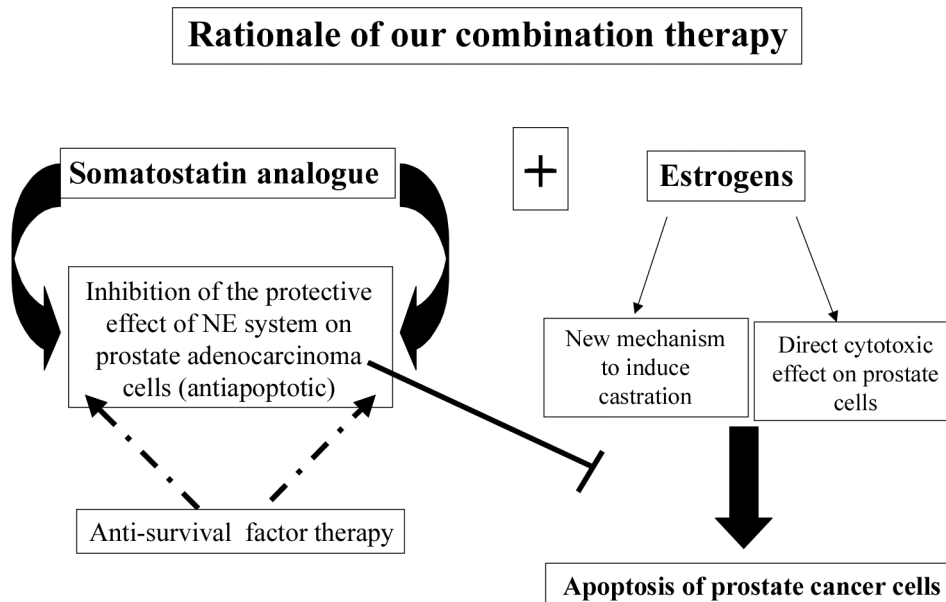 Rationale of our combination therapy
Somatostatin analogue
+
Estrogens
Inhibition of the protective
effect of NE system on
prostate adenocarcinoma
cells (antiapoptotic)
New mechanism
to induce
castration
Direct cytotoxic
effect on prostate
cells
Anti-survival factor therapy
Apoptosis of prostate cancer cells